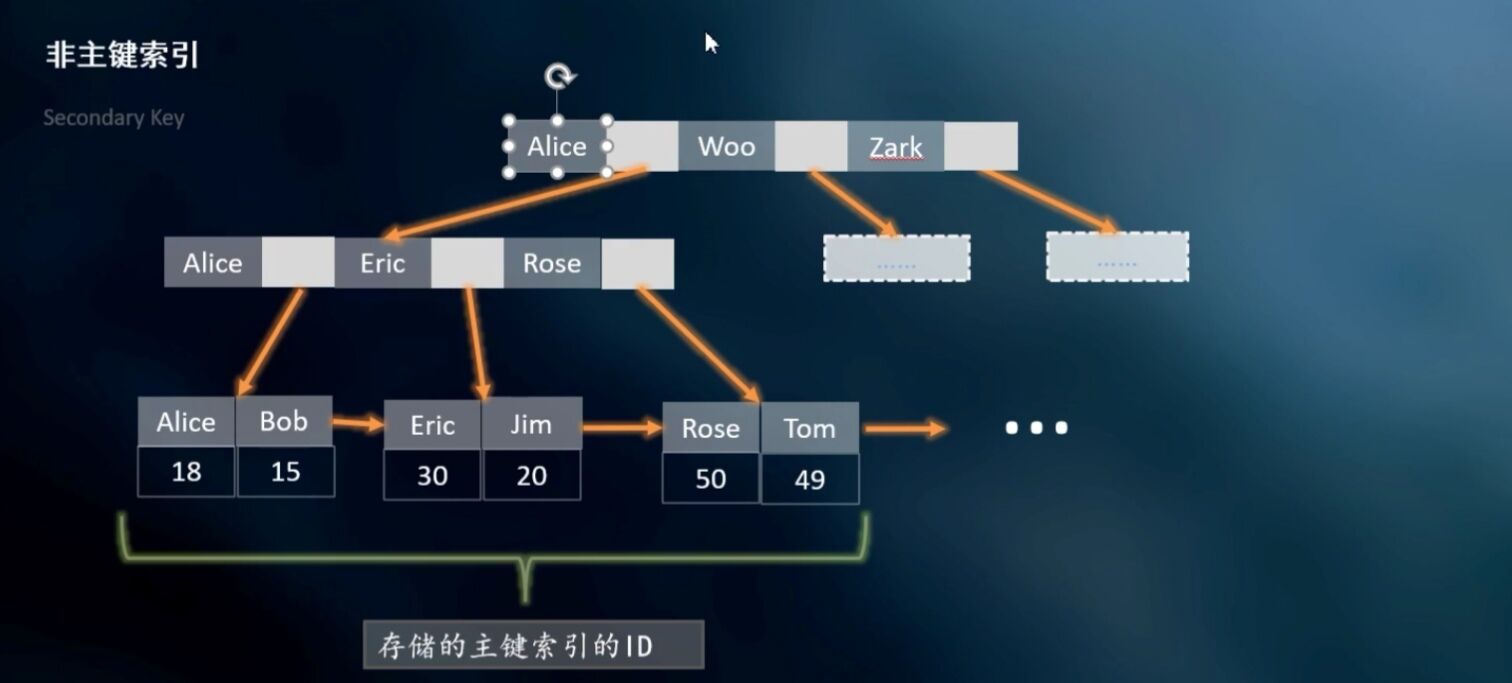 非主键索引
Secondary Key
Alice Woo Zark
Alice Eric Rose
......
......
Alice Bob Eric Jim Rose Tom
18 15 30 20 50 49
存储的主键索引的ID